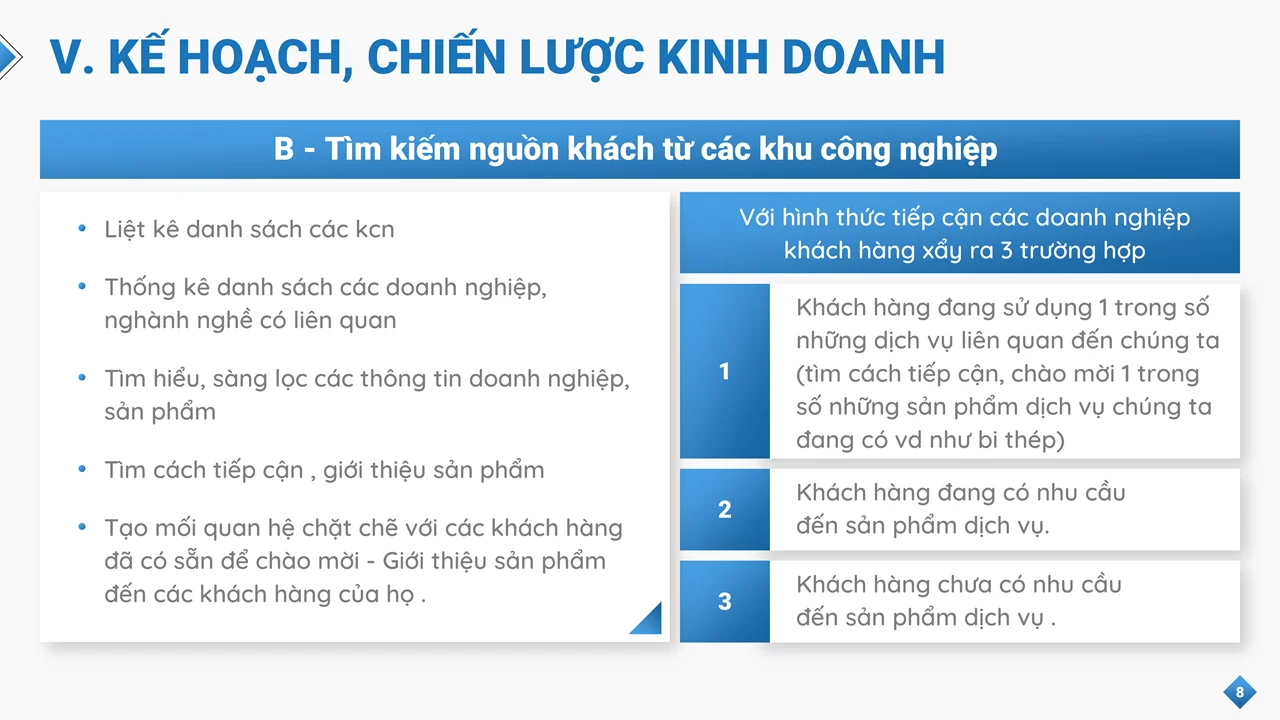 V. KẾ HOẠCH, CHIẾN LƯỢC KINH DOANH
B - Tìm kiếm nguồn khách từ các khu công nghiệp
• Liệt kê danh sách các kcn
• Thống kê danh sách các doanh nghiệp,
nghành nghề có liên quan
• Tìm hiểu, sàng lọc các thông tin doanh nghiệp,
sản phẩm
• Tìm cách tiếp cận , giới thiệu sản phẩm
• Tạo mối quan hệ chặt chẽ với các khách hàng
đã có sẵn để chào mời - Giới thiệu sản phẩm
đến các khách hàng của họ .
Với hình thức tiếp cận các doanh nghiệp
khách hàng xẩy ra 3 trường hợp
1
Khách hàng đang sử dụng 1 trong số
những dịch vụ liên quan đến chúng ta
(tìm cách tiếp cận, chào mời 1 trong
số những sản phẩm dịch vụ chúng ta
đang có vd như bi thép)
2
Khách hàng đang có nhu cầu
đến sản phẩm dịch vụ.
3
Khách hàng chưa có nhu cầu
đến sản phẩm dịch vụ .
8